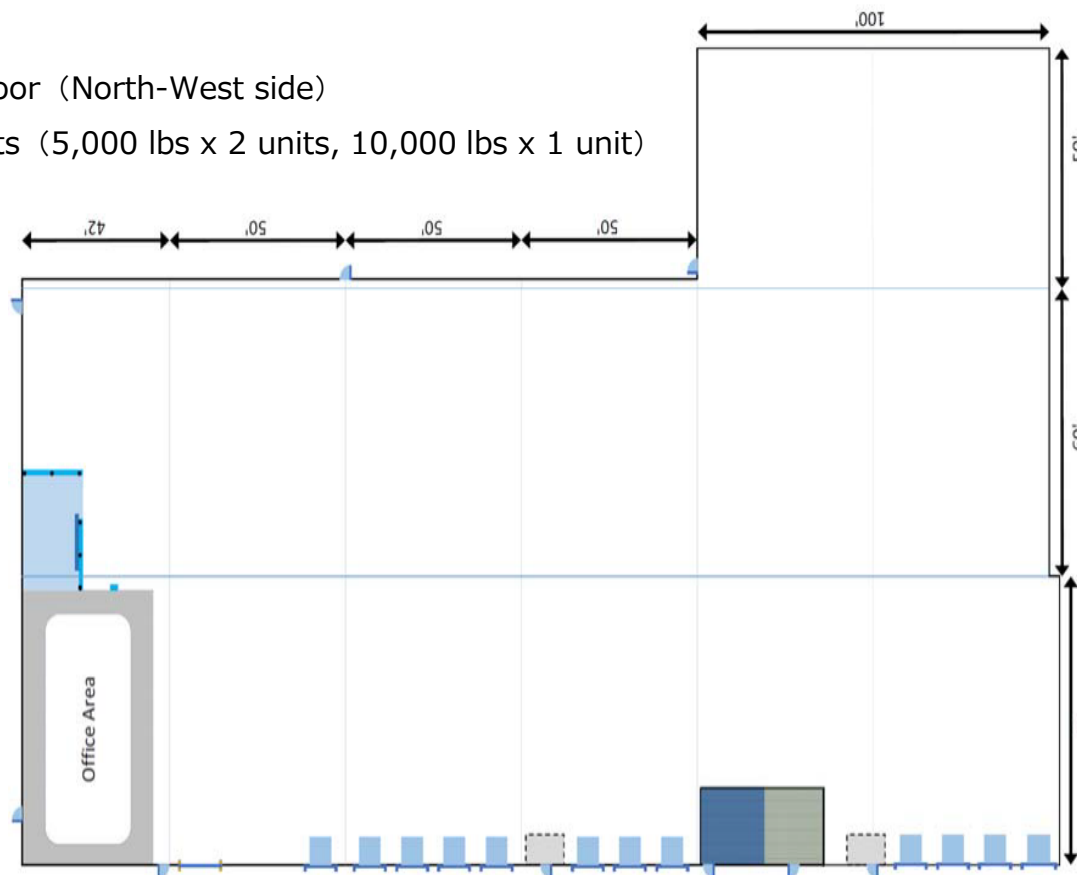 100'
oor（North-West side）
ts（5,000 lbs x 2 units, 10,000 lbs x 1 unit）
42'
50'
50'
50'
Office Area